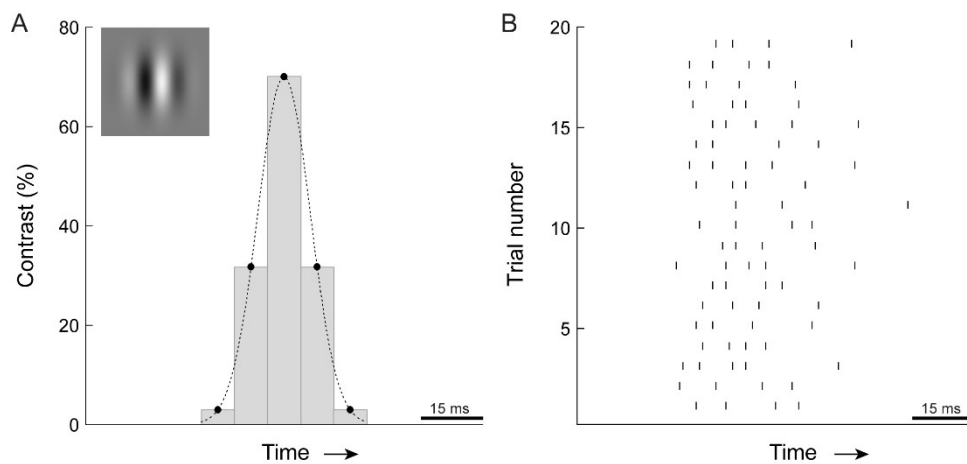 A
80
60
40
20
0
Contrast (%)
15 ms
Time →
B
20
15
10
5
Trial number
15 ms
Time →